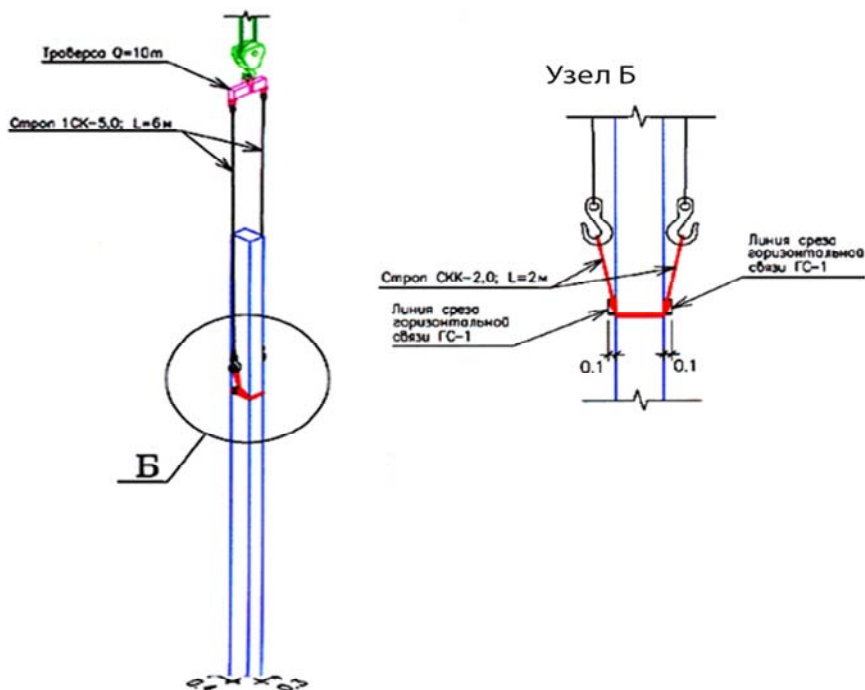 Траверса Q=10т
Строп 1СК-5,0; L=6м
Б
Узел Б
Строп СКК-2,0; L=2м
Линия среза
горизонтальной
связи ГС-1
Линия среза
горизонтальной
связи ГС-1
0.1
0.1